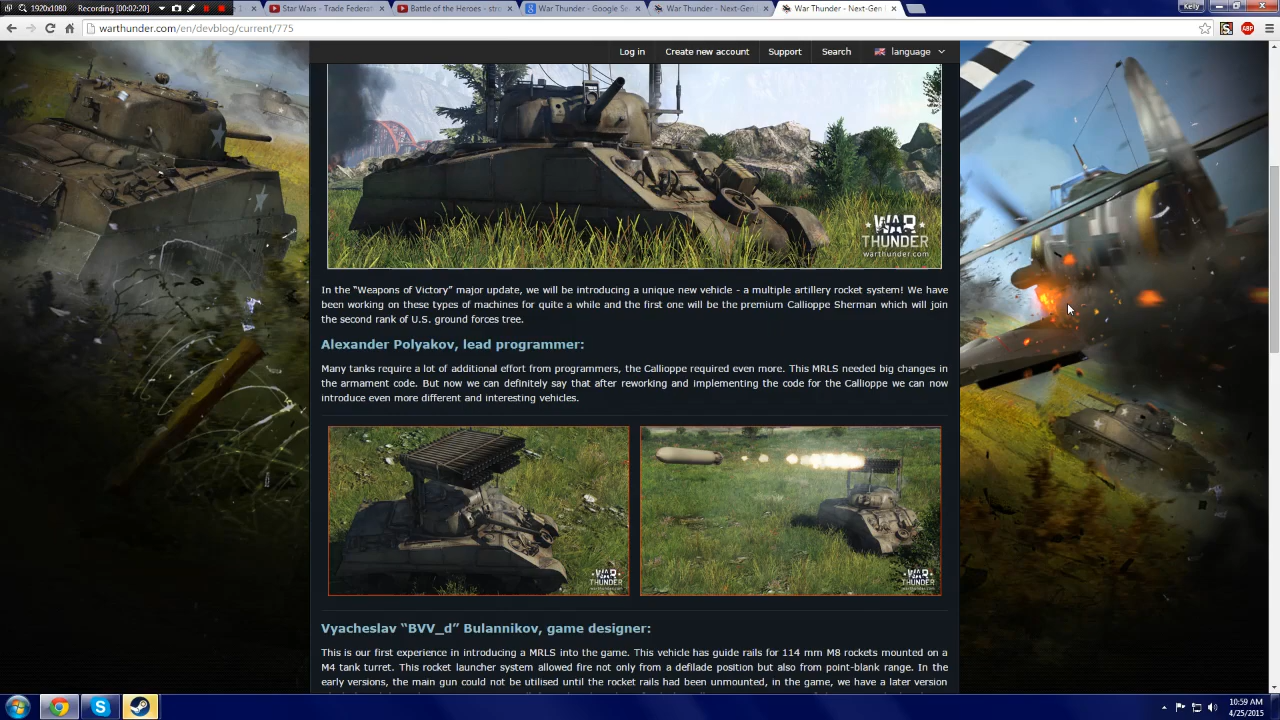 1920x1080 Recording [00:02:20]
Star Wars - Trade Federat
Battle of the Heroes - stro
War Thunder - Google Se
War Thunder - Next-Gen
War Thunder - Next-Gen
Kelly
warthunder.com/en/devblog/current/775
ABP
Log in Create new account Support Search language
WAR
THUNDER
warthunder.com
In the “Weapons of Victory” major update, we will be introducing a unique new vehicle - a multiple artillery rocket system! We have
been working on these types of machines for quite a while and the first one will be the premium Callioppe Sherman which will join
the second rank of U.S. ground forces tree.
Alexander Polyakov, lead programmer:
Many tanks require a lot of additional effort from programmers, the Calioppe required even more. This MRLS needed big changes in
the armament code. But now we can definitely say that after reworking and implementing the code for the Calioppe we can now
introduce even more different and interesting vehicles.
WAR
THUNDER
WAR
THUNDER
Vyacheslav “BVV_d” Bulannikov, game designer:
This is our first experience in introducing a MRLS into the game. This vehicle has guide rails for 114 mm M8 rockets mounted on a
M4 tank turret. This rocket launcher system allowed fire not only from a defilade position but also from point-blank range. In the
early versions, the main gun could not be utilised until the rocket rails had been unmounted, in the game, we have a later version
10:59 AM
4/25/2015